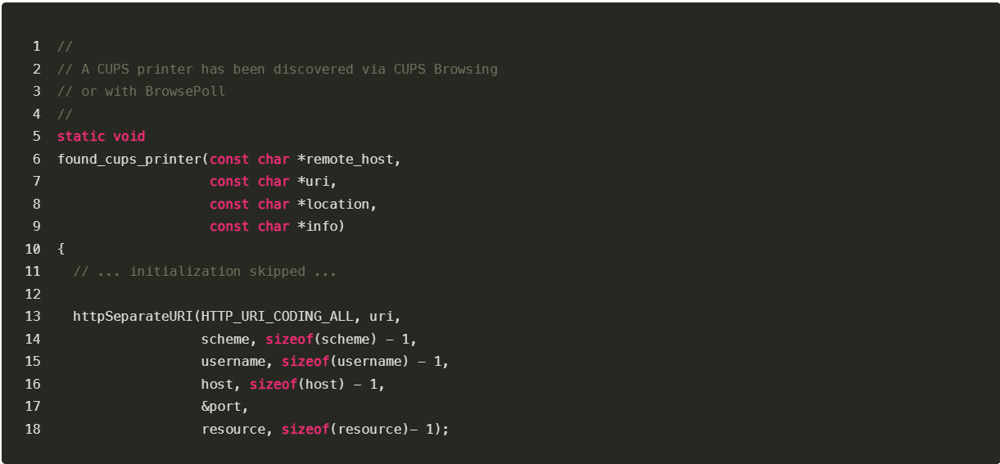 1 //
2 // A CUPS printer has been discovered via CUPS Browsing
3 // or with BrowsePoll
4 //
5 static void
6 found_cups_printer(const char *remote_host,
7                    const char *uri,
8                    const char *location,
9                    const char *info)
10 {
11   // ... initialization skipped ...
12
13   httpSeparateURI(HTTP_URI_CODING_ALL, uri,
14                   scheme, sizeof(scheme) - 1,
15                   username, sizeof(username) - 1,
16                   host, sizeof(host) - 1,
17                   &port,
18                   resource, sizeof(resource)- 1);